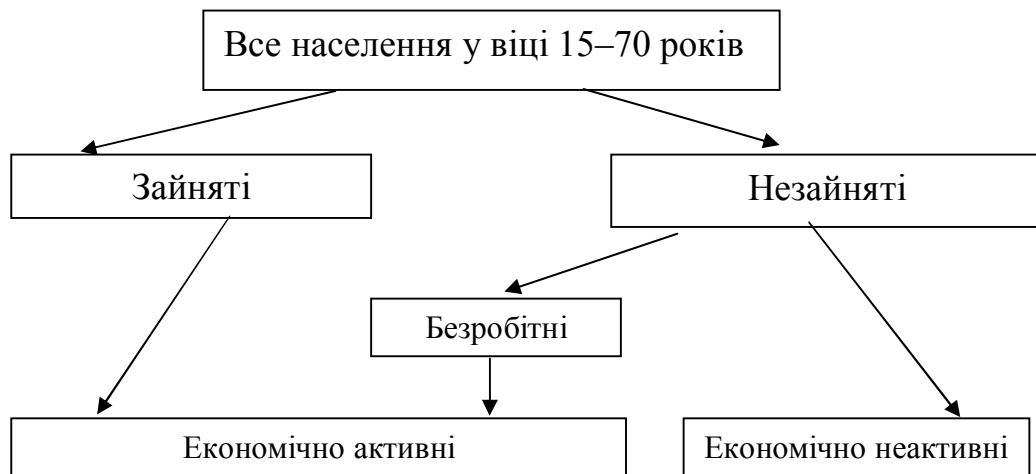 Все населення у віці 15–70 років
Зайняті
Незайняті
Безробітні
Економічно активні
Економічно неактивні